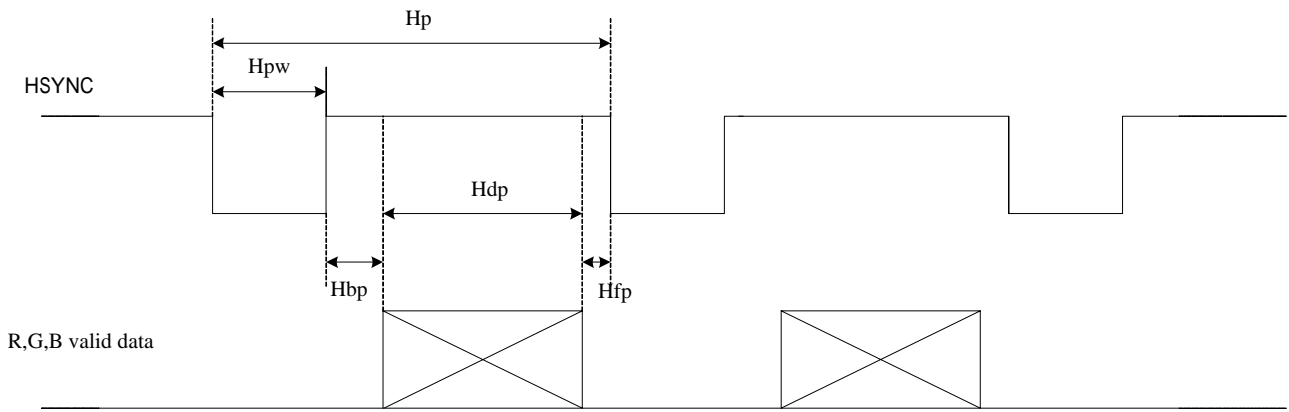 Hp
Hpw
HSYNC
Hdp
Hbp
Hfp
R,G,B valid data